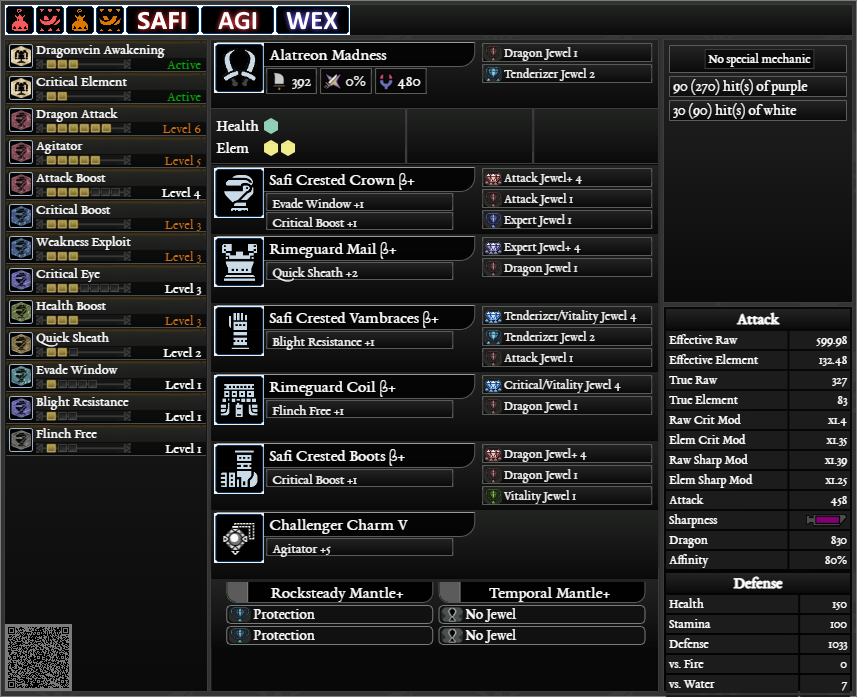 SAFI AGI WEX
Dragonvein Awakening
Active
Critical Element
Active
Dragon Attack
Level 6
Agitator
Level 5
Attack Boost
Level 4
Critical Boost
Level 3
Weakness Exploit
Level 3
Critical Eye
Level 3
Health Boost
Level 3
Quick Sheath
Level 2
Evade Window
Level 1
Blight Resistance
Level 1
Flinch Free
Level 1
Alatreon Madness
392 0% 480
Dragon Jewel 1
Tenderizer Jewel 2
Health
Elem
Safi Crested Crown β+
Evade Window +1
Critical Boost +1
Attack Jewel+ 4
Attack Jewel 1
Expert Jewel 1
Rimeguard Mail β+
Quick Sheath +2
Expert Jewel+ 4
Dragon Jewel 1
Safi Crested Vambraces β+
Blight Resistance +1
Tenderizer/Vitality Jewel 4
Tenderizer Jewel 2
Attack Jewel 1
Rimeguard Coil β+
Flinch Free +1
Critical/Vitality Jewel 4
Dragon Jewel 1
Safi Crested Boots β+
Critical Boost +1
Dragon Jewel+ 4
Dragon Jewel 1
Vitality Jewel 1
Challenger Charm V
Agitator +5
Rocksteady Mantle+
Protection
Protection
Temporal Mantle+
No Jewel
No Jewel
No special mechanic
90 (270) hit(s) of purple
30 (90) hit(s) of white
Attack
Effective Raw 599.98
Effective Element 132.48
True Raw 327
True Element 83
Raw Crit Mod x1.4
Elem Crit Mod x1.35
Raw Sharp Mod x1.39
Elem Sharp Mod x1.25
Attack 458
Sharpness
Dragon 830
Affinity 80%
Defense
Health 150
Stamina 100
Defense 1033
vs. Fire 0
vs. Water 7